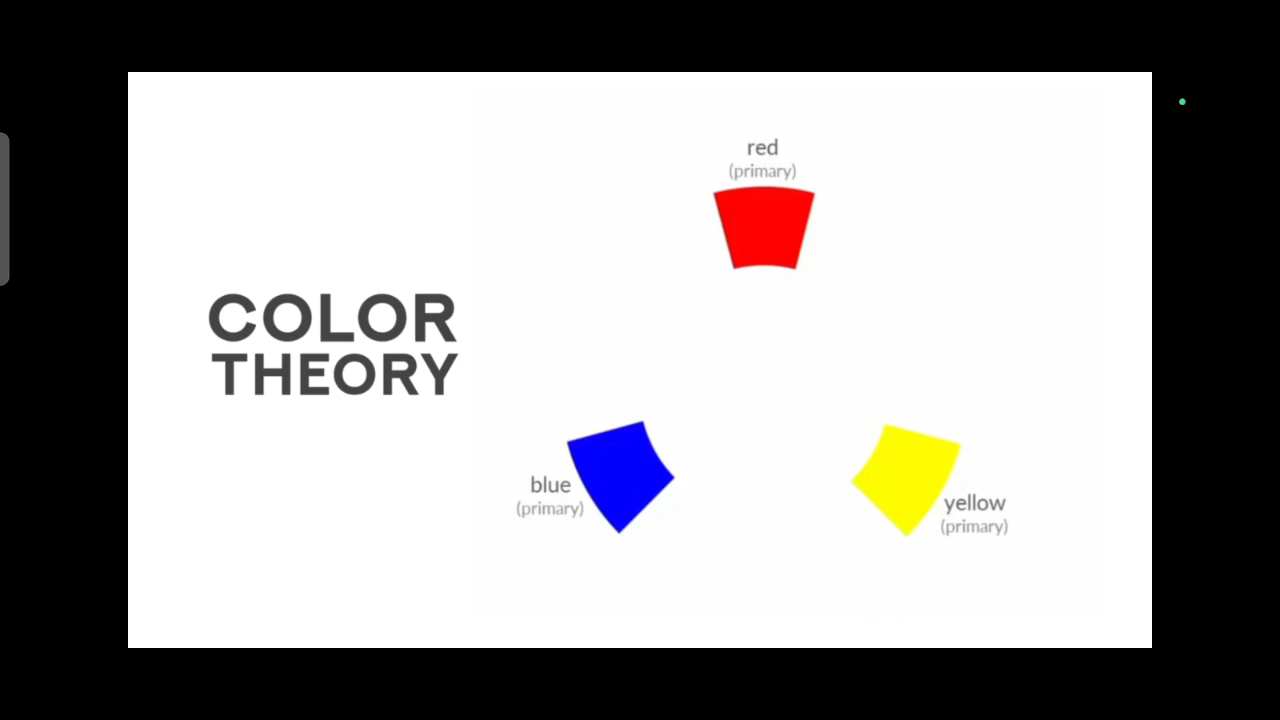 COLOR
THEORY
red
(primary)
blue
(primary)
yellow
(primary)